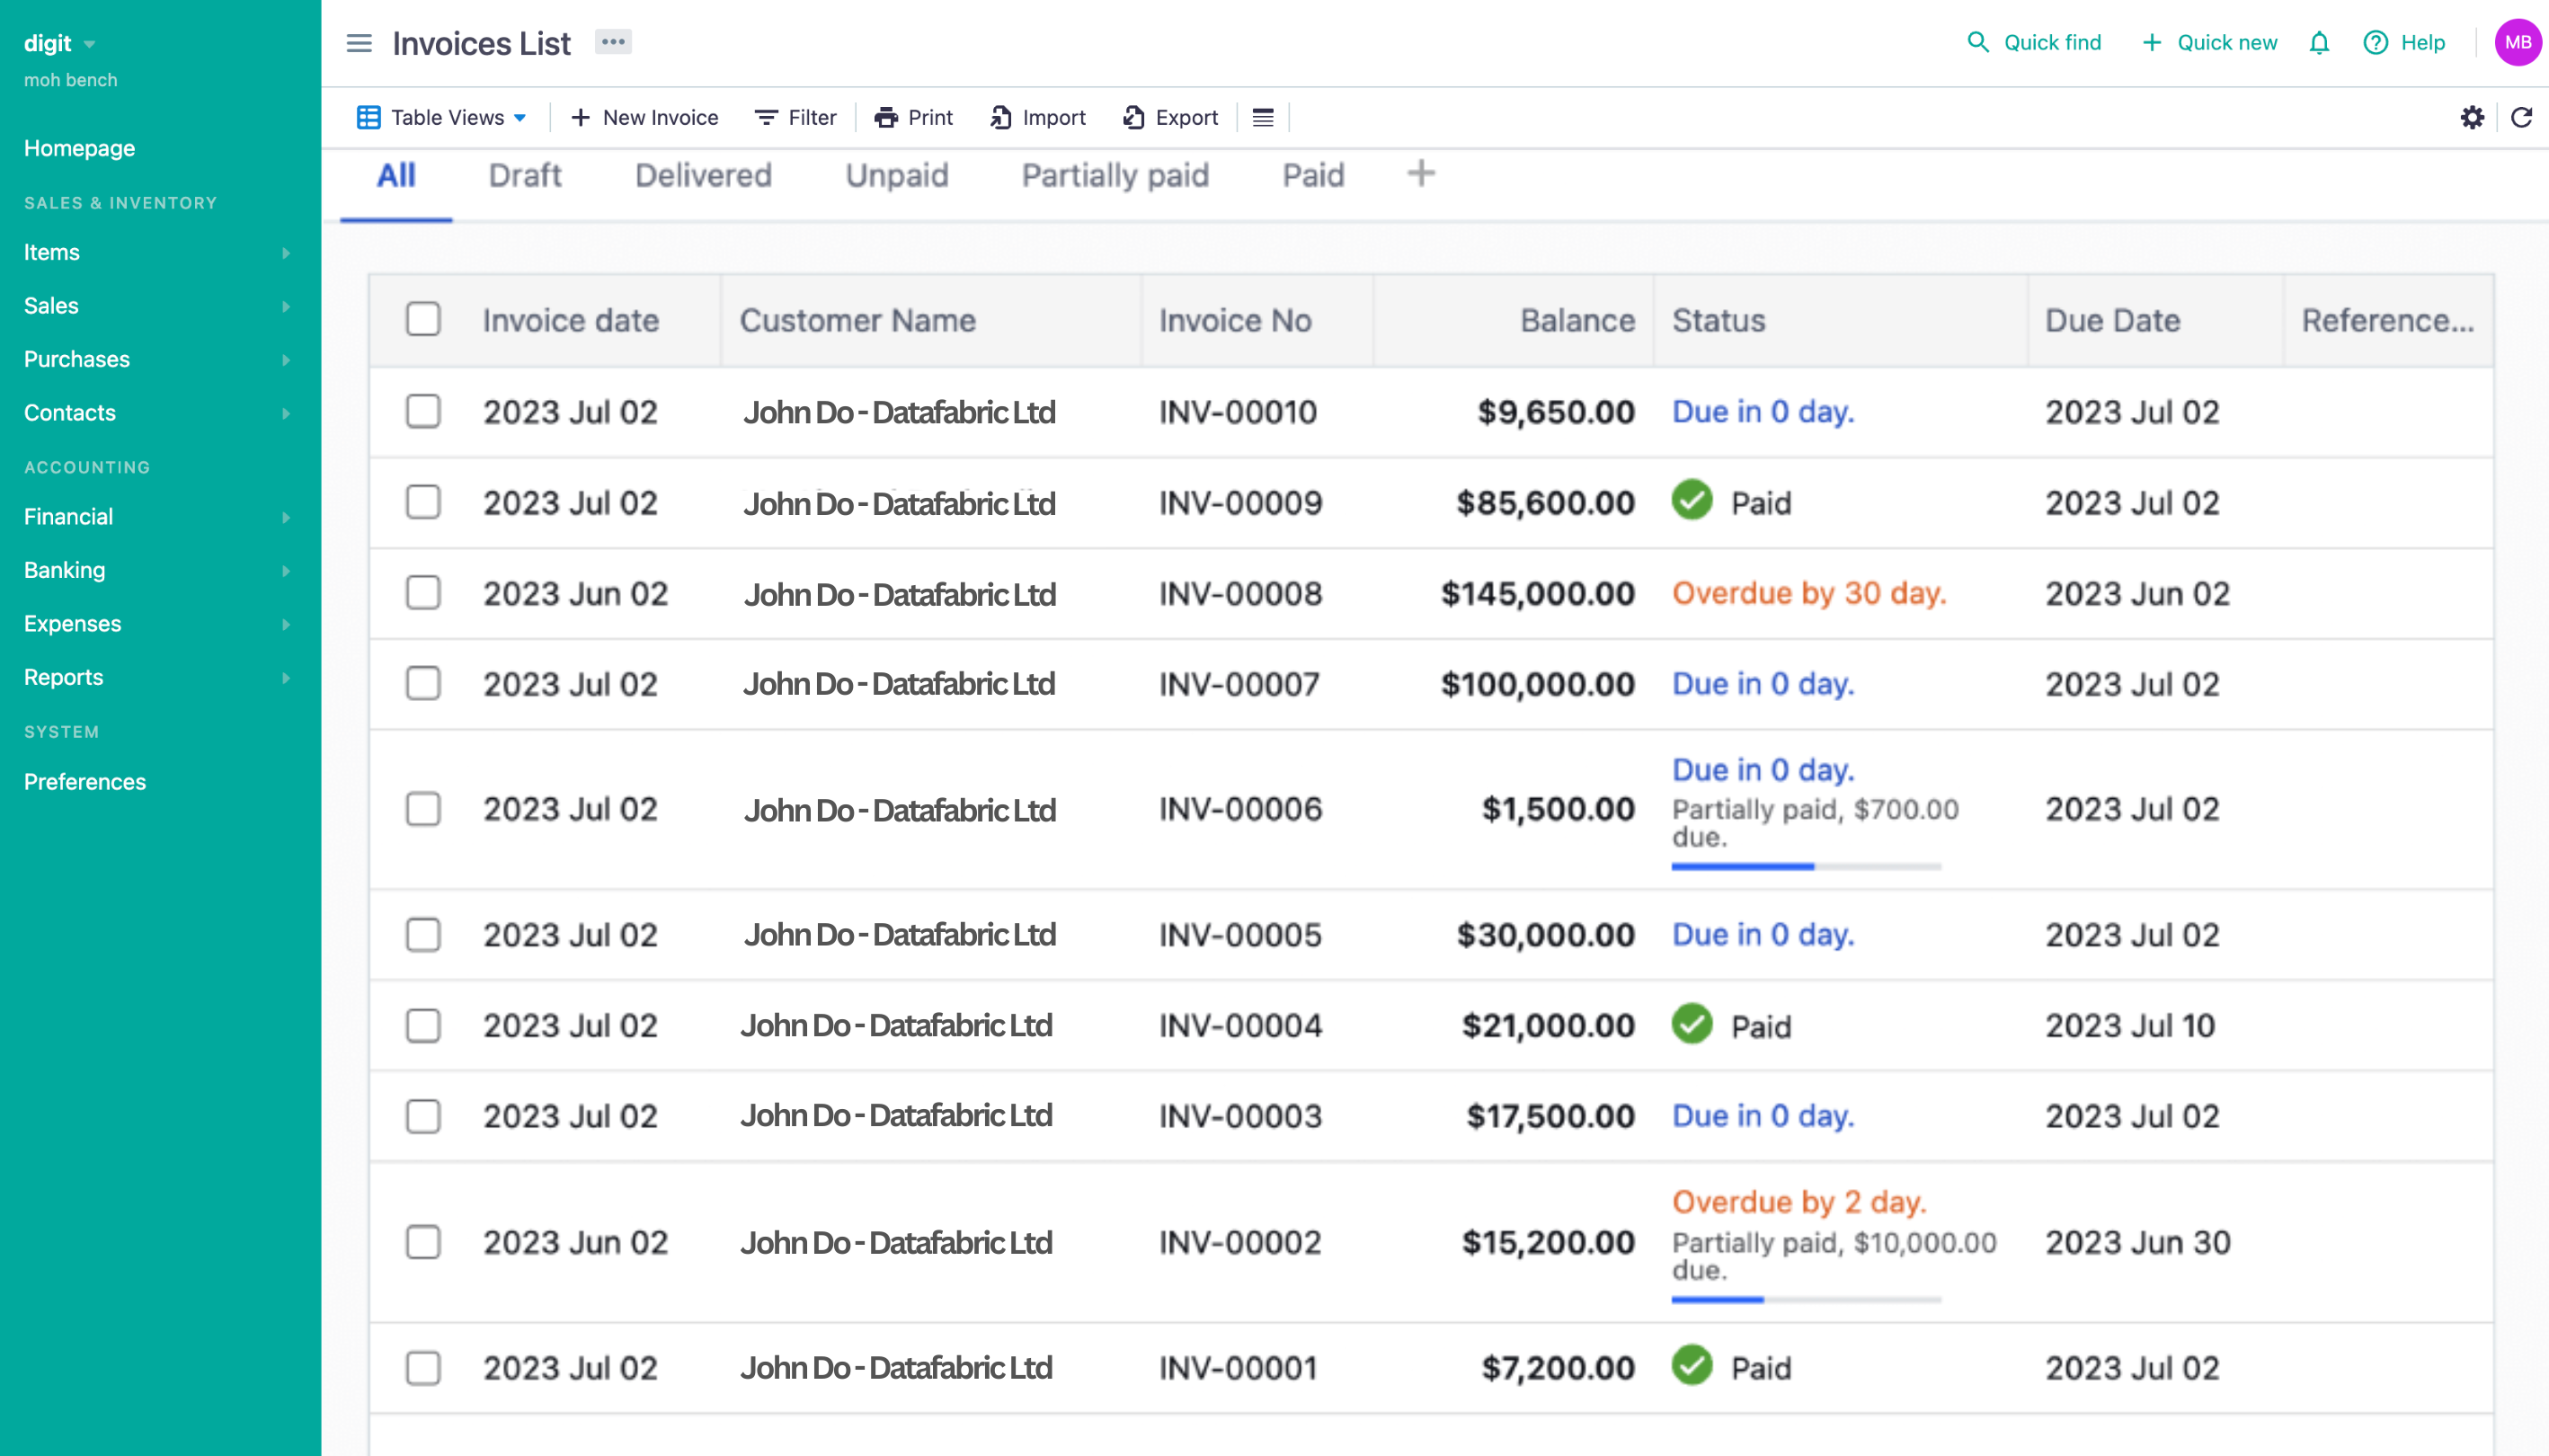 digit
moh bench
Homepage
SALES & INVENTORY
Items
Sales
Purchases
Contacts
ACCOUNTING
Financial
Banking
Expenses
Reports
SYSTEM
Preferences
Invoices List
Quick find Quick new Help MB
Table Views New Invoice Filter Print Import Export
All Draft Delivered Unpaid Partially paid Paid
Invoice date Customer Name Invoice No Balance Status Due Date Reference...
2023 Jul 02 John Do - Datafabric Ltd INV-00010 $9,650.00 Due in 0 day. 2023 Jul 02
2023 Jul 02 John Do - Datafabric Ltd INV-00009 $85,600.00 Paid 2023 Jul 02
2023 Jun 02 John Do - Datafabric Ltd INV-00008 $145,000.00 Overdue by 30 day. 2023 Jun 02
2023 Jul 02 John Do - Datafabric Ltd INV-00007 $100,000.00 Due in 0 day. 2023 Jul 02
Due in 0 day.
2023 Jul 02 John Do - Datafabric Ltd INV-00006 $1,500.00 Partially paid, $700.00 2023 Jul 02
due.
2023 Jul 02 John Do - Datafabric Ltd INV-00005 $30,000.00 Due in 0 day. 2023 Jul 02
2023 Jul 02 John Do - Datafabric Ltd INV-00004 $21,000.00 Paid 2023 Jul 10
2023 Jul 02 John Do - Datafabric Ltd INV-00003 $17,500.00 Due in 0 day. 2023 Jul 02
Overdue by 2 day.
2023 Jun 02 John Do - Datafabric Ltd INV-00002 $15,200.00 Partially paid, $10,000.00 2023 Jun 30
due.
2023 Jul 02 John Do - Datafabric Ltd INV-00001 $7,200.00 Paid 2023 Jul 02